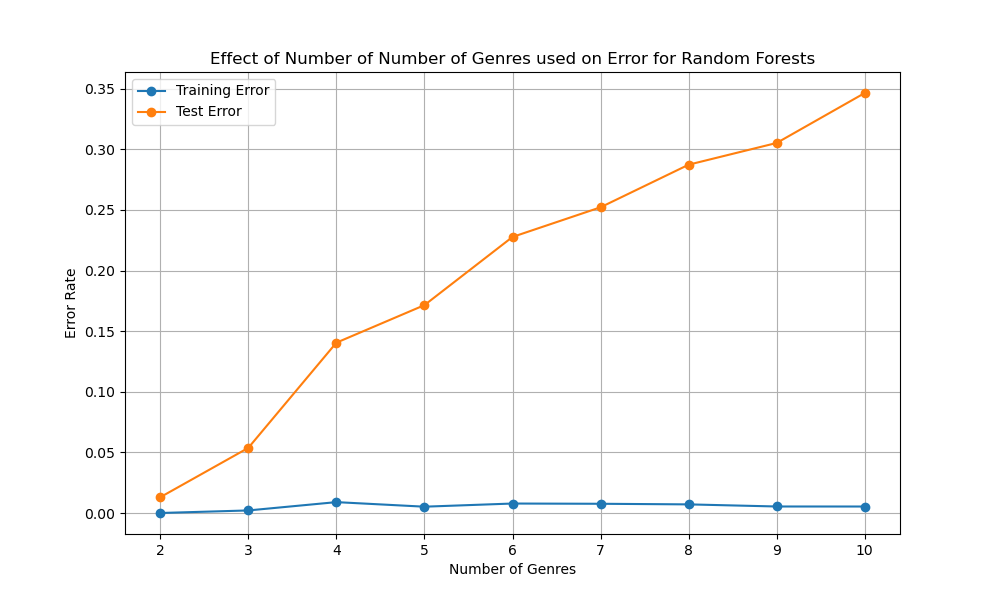 Effect of Number of Number of Genres used on Error for Random Forests
Training Error
Test Error
0.35
0.30
0.25
0.20
0.15
0.10
0.05
0.00
Error Rate
2 3 4 5 6 7 8 9 10
Number of Genres